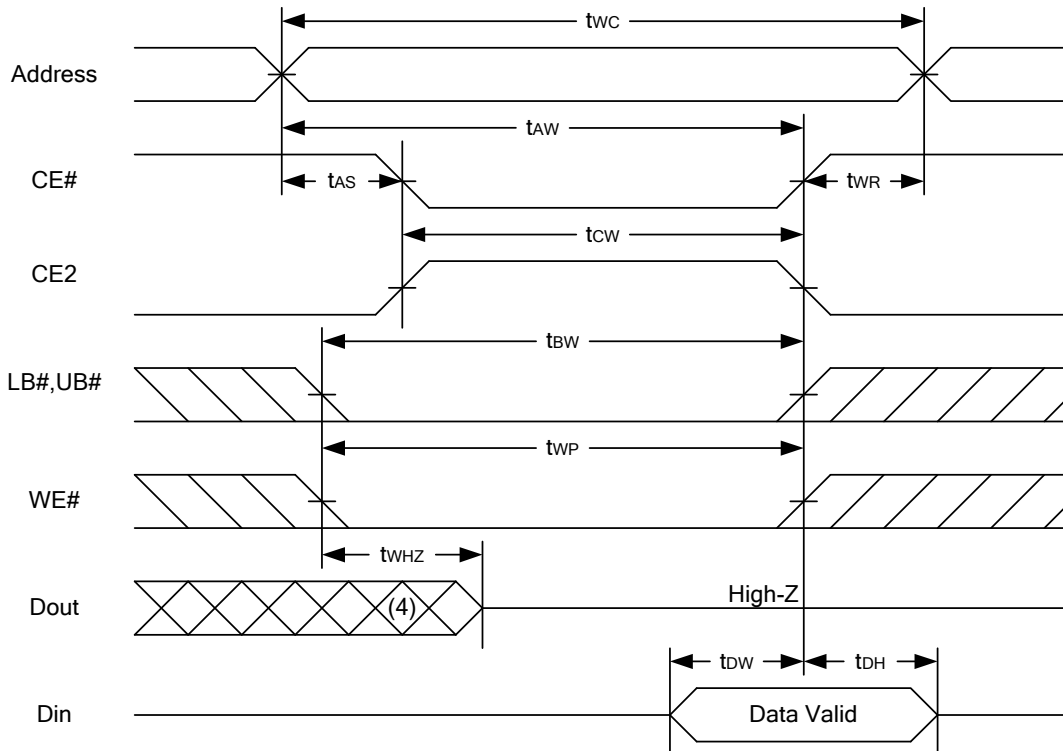 tWC
Address
tAW
CE#
tAS
tWR
tCW
CE2
tBW
LB#,UB#
tWP
WE#
tWHZ
Dout
(4)
High-Z
tDW
tDH
Din
Data Valid